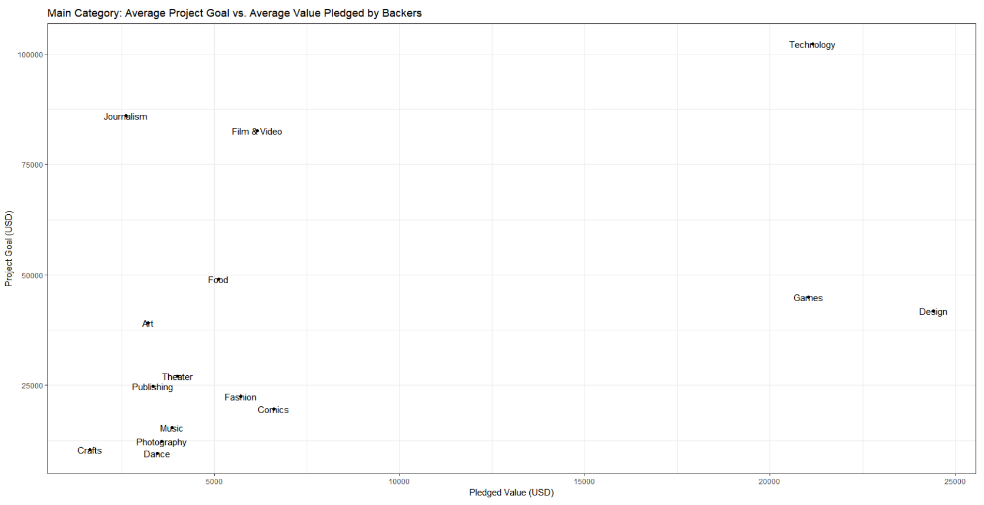 Main Category: Average Project Goal vs. Average Value Pledged by Backers
Project Goal (USD)
100000
75000
50000
25000
Technology
Journalism
Film & Video
Food
Games
Design
Art
Theater
Publishing
Fashion
Comics
Music
Photography
Crafts
Dance
5000
10000
15000
20000
25000
Pledged Value (USD)